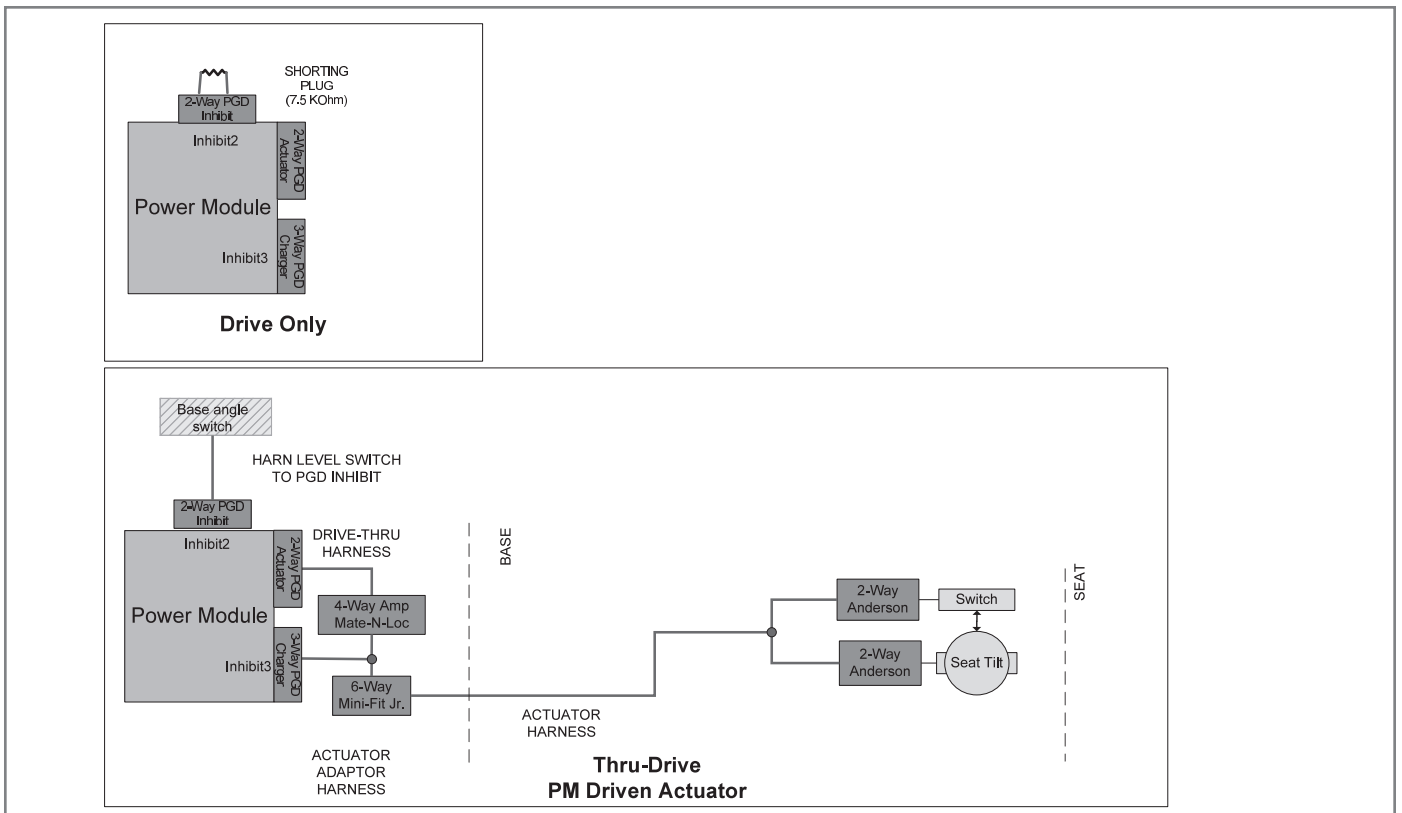 SHORTING
PLUG
(7.5 KOhm)
2-Way PGD
Inhibit
Inhibit2
2-Way PGD
Actuator
Power Module
Inhibit3
3-Way PGD
Charger
Drive Only
Base angle
switch
HARN LEVEL SWITCH
TO PGD INHIBIT
2-Way PGD
Inhibit
Inhibit2
2-Way PGD
Actuator
DRIVE-THRU
HARNESS
BASE
SEAT
Power Module
4-Way Amp
Mate-N-Loc
2-Way
Anderson
Switch
Inhibit3
3-Way PGD
Charger
6-Way
Mini-Fit Jr.
2-Way
Anderson
Seat Tilt
ACTUATOR
HARNESS
ACTUATOR
ADAPTOR
HARNESS
Thru-Drive
PM Driven Actuator